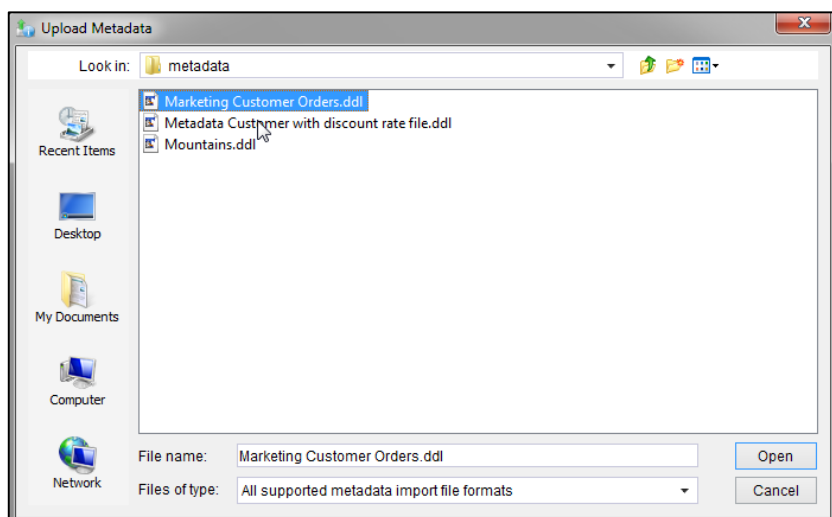 Upload Metadata
Look in: metadata
Marketing Customer Orders.ddl
Metadata Customer with discount rate file.ddl
Mountains.ddl
Recent Items
Desktop
My Documents
Computer
Network
File name: Marketing Customer Orders.ddl Open
Files of type: All supported metadata import file formats Cancel